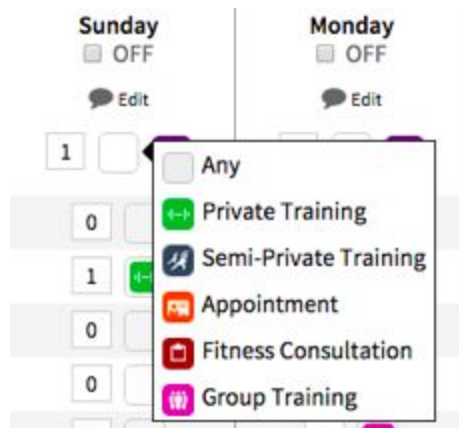 Sunday Monday
OFF OFF
Edit Edit
1
Any
0 Private Training
1 Semi-Private Training
Appointment
0 Fitness Consultation
0 Group Training